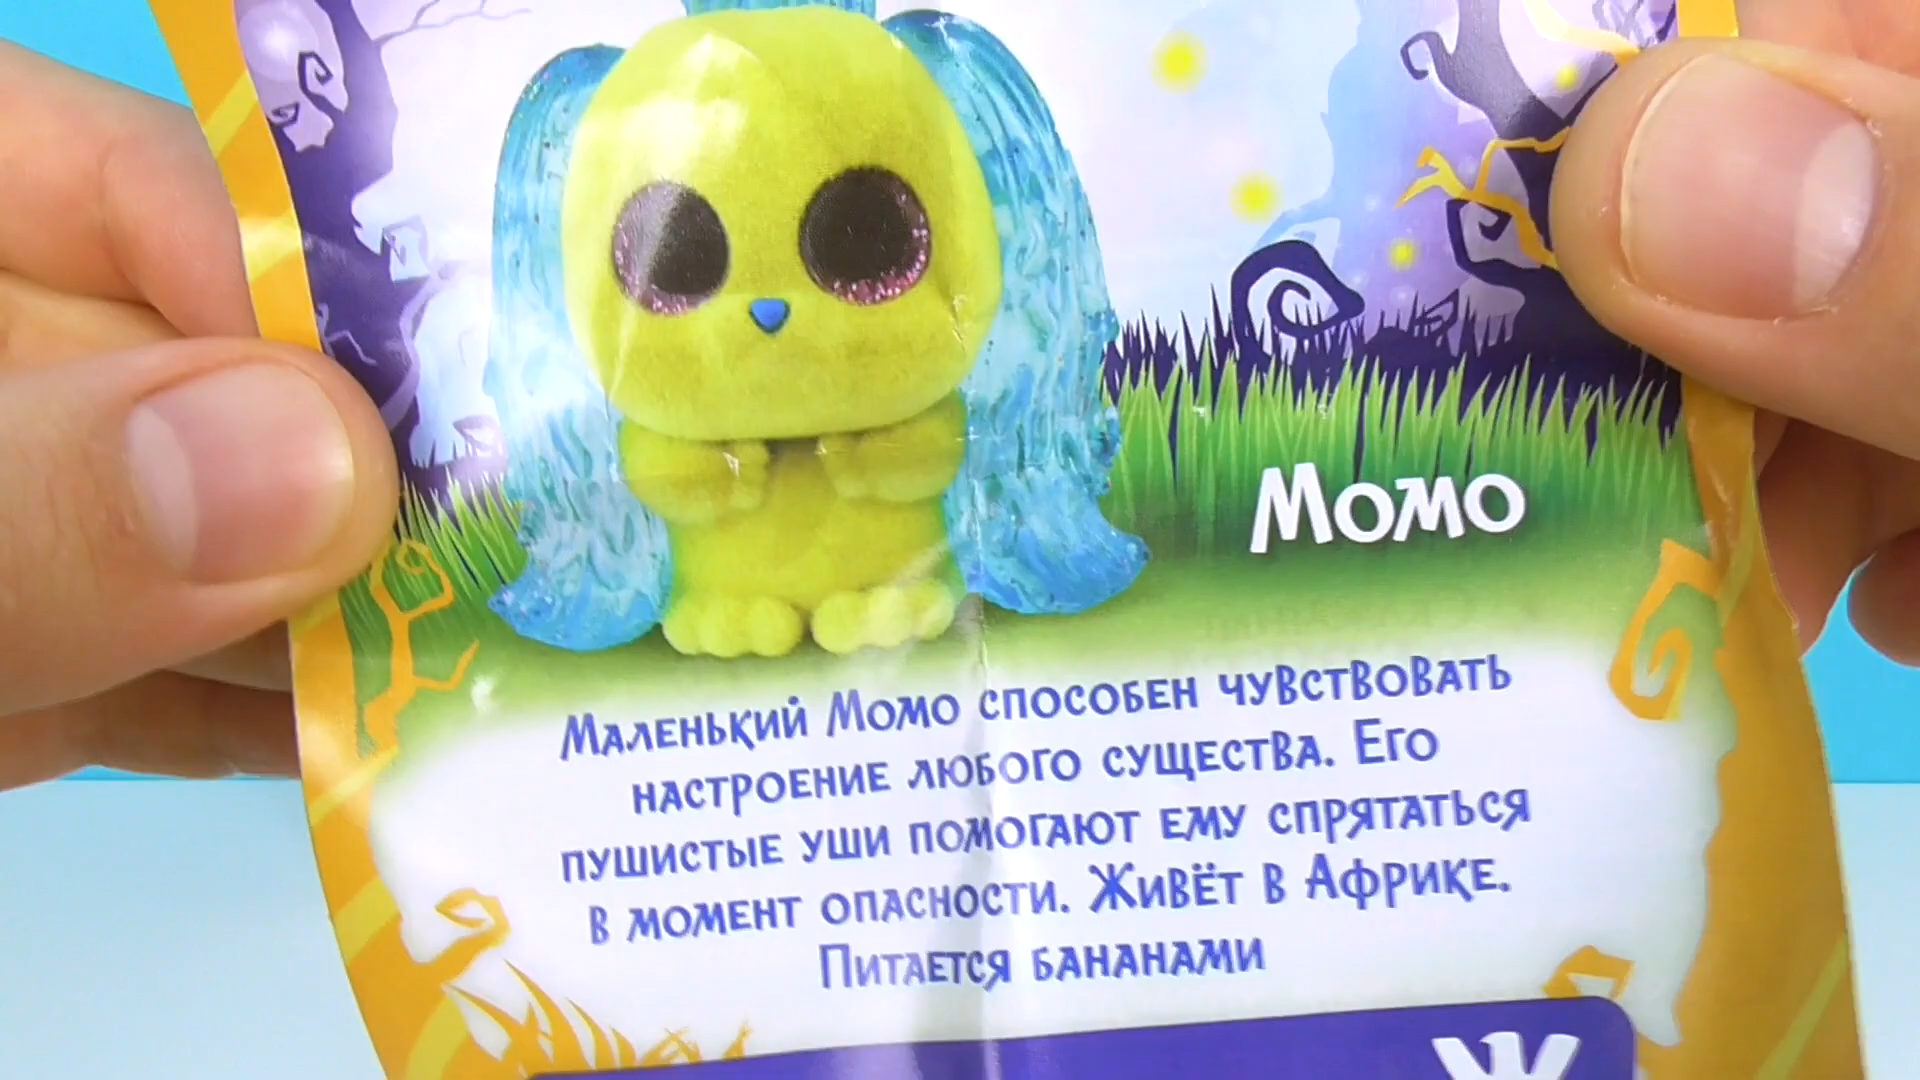 Момо
Маленький Момо способен чувствовать
настроение любого существа. Его
пушистые уши помогают ему спрятаться
в момент опасности. Живёт в Африке.
Питается бананами